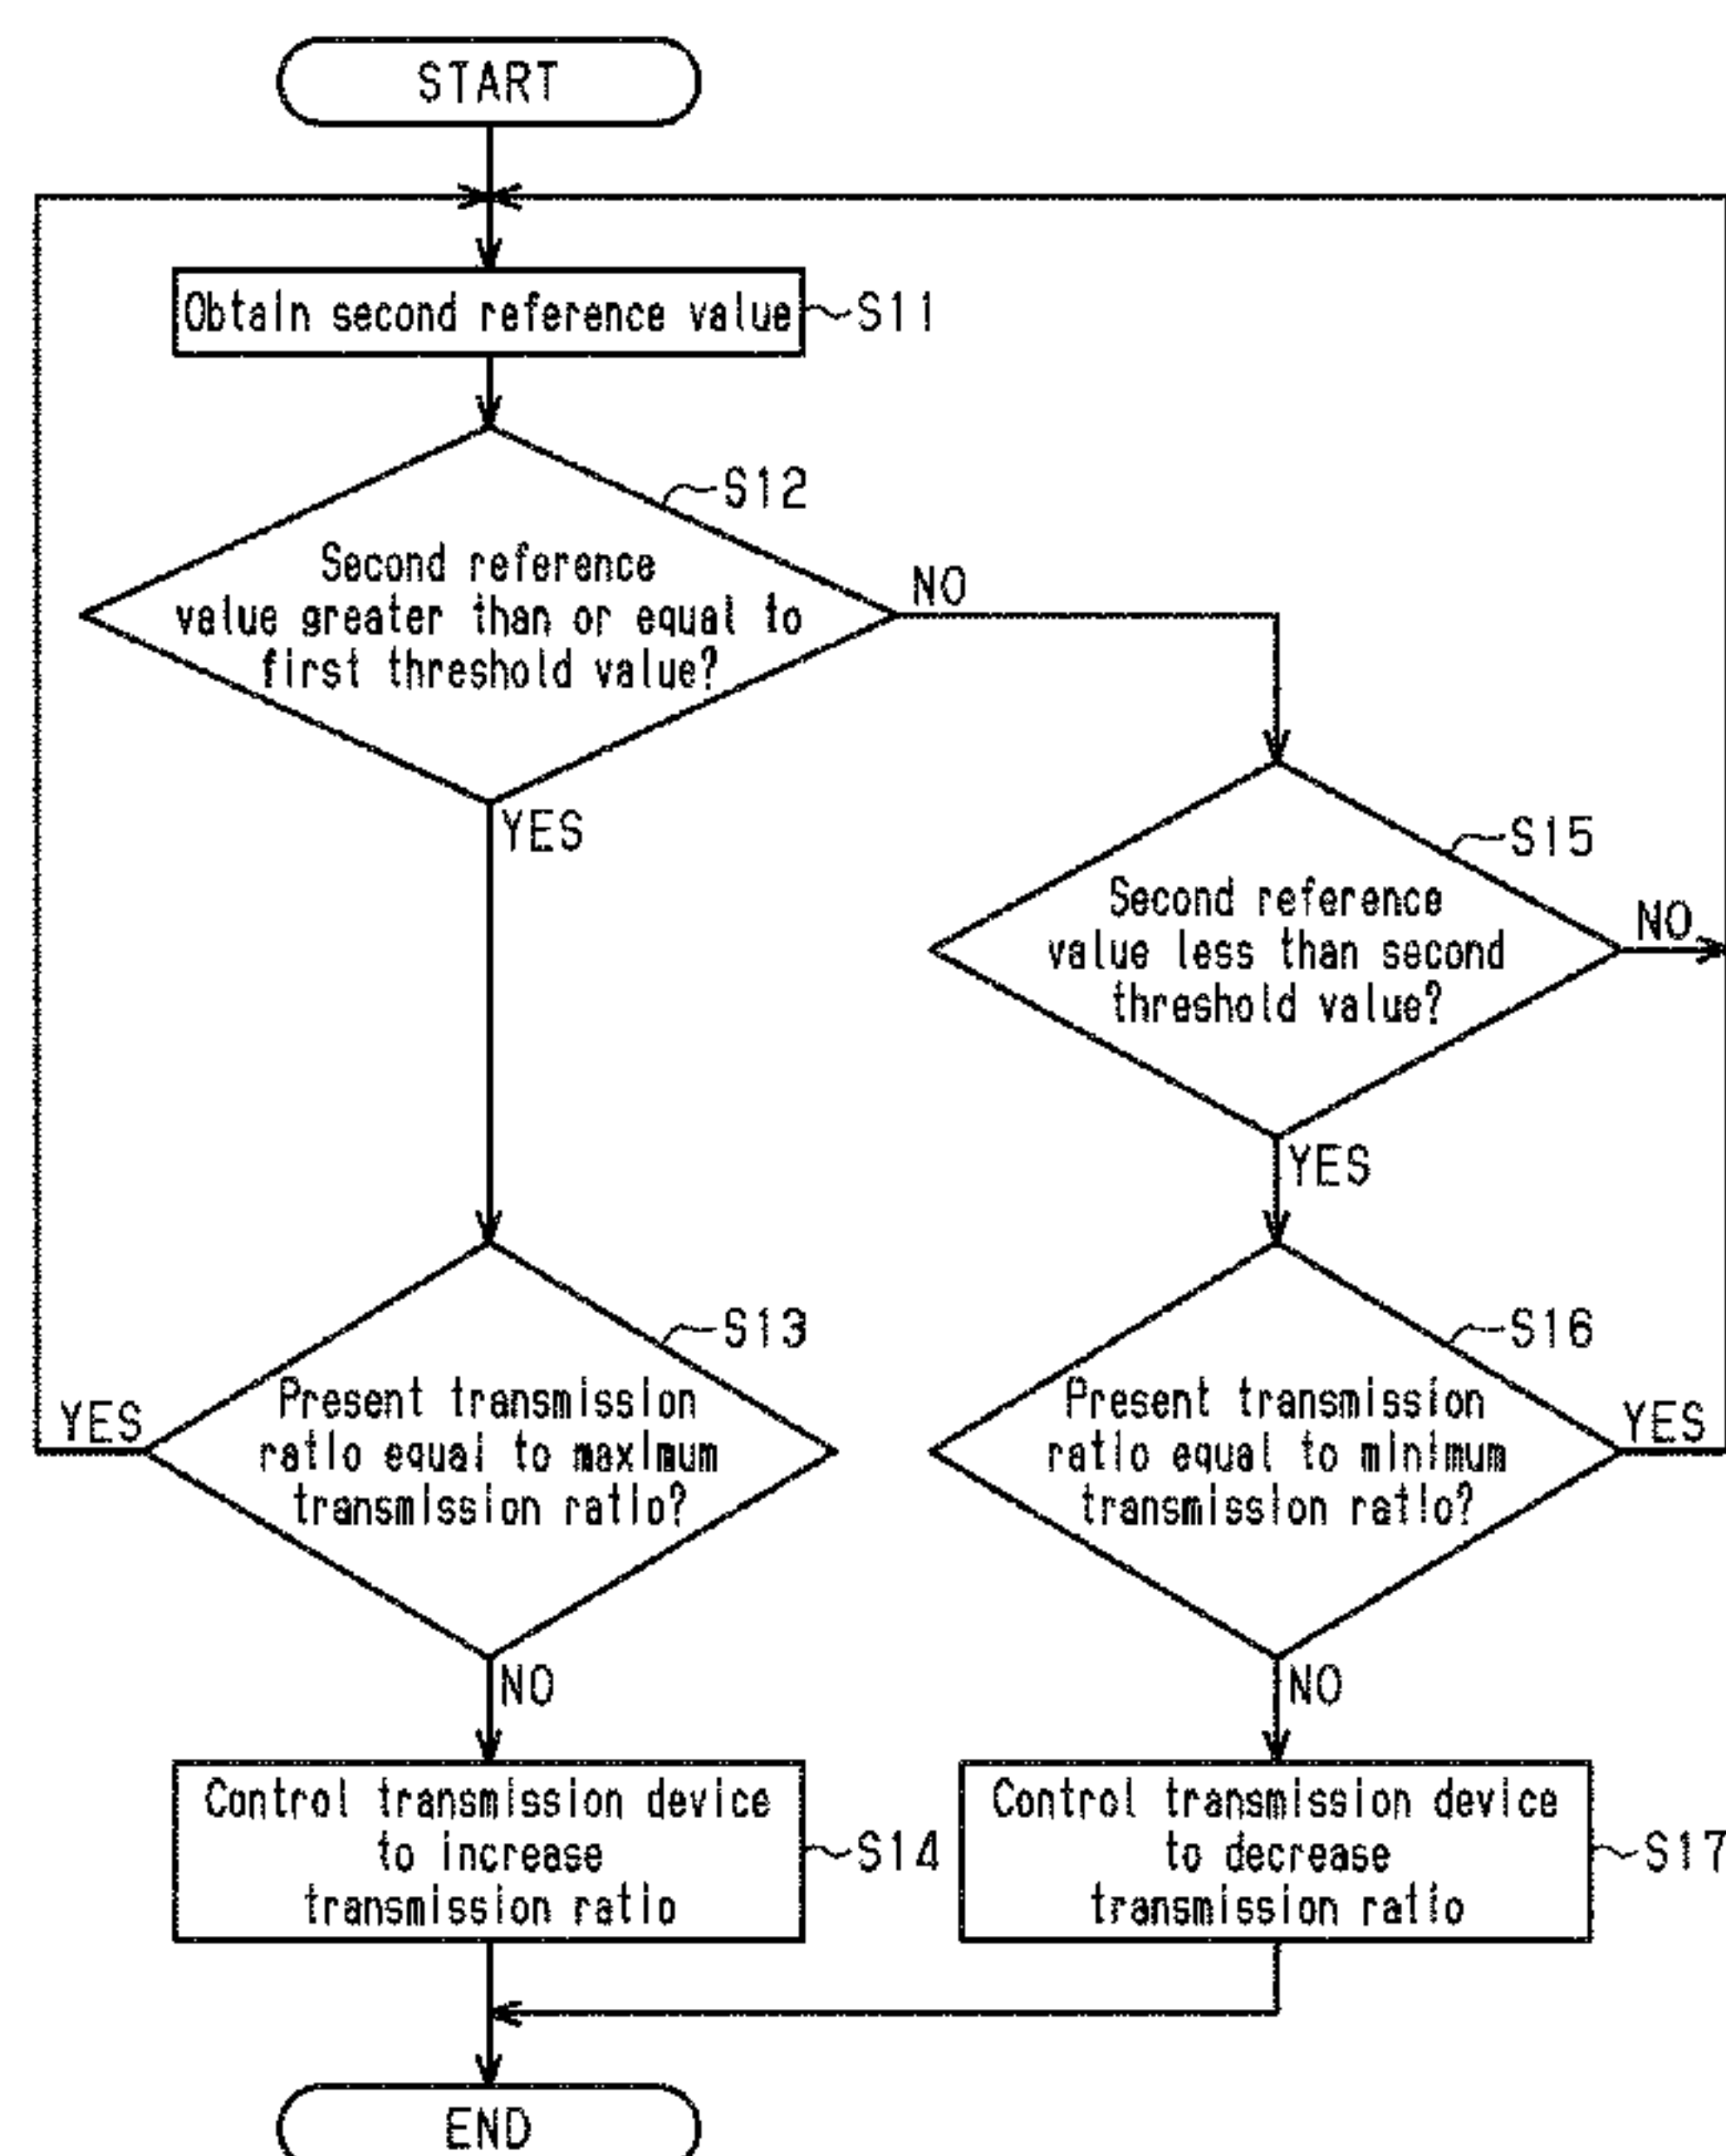 START
Obtain second reference value
S11
S12
Second reference
value greater than or equal to
first threshold value?
NO
YES
S15
Second reference
value less than second
threshold value?
NO
YES
S13
Present transmission
ratio equal to maximum
transmission ratio?
YES
NO
S16
Present transmission
ratio equal to minimum
transmission ratio?
YES
NO
Control transmission device
to increase
transmission ratio
S14
Control transmission device
to decrease
transmission ratio
S17
END